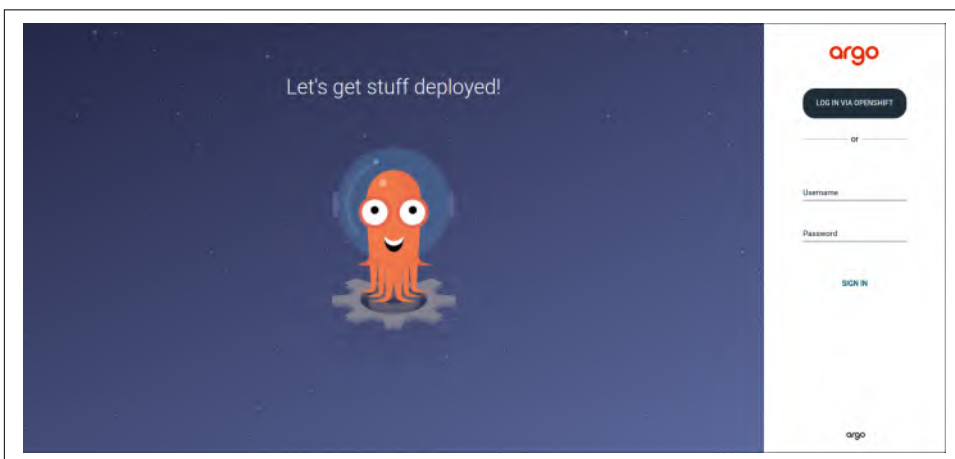 Let's get stuff deployed!
argo
LOG IN VIA OPENSHIFT
or
Username
Password
SIGN IN
argo